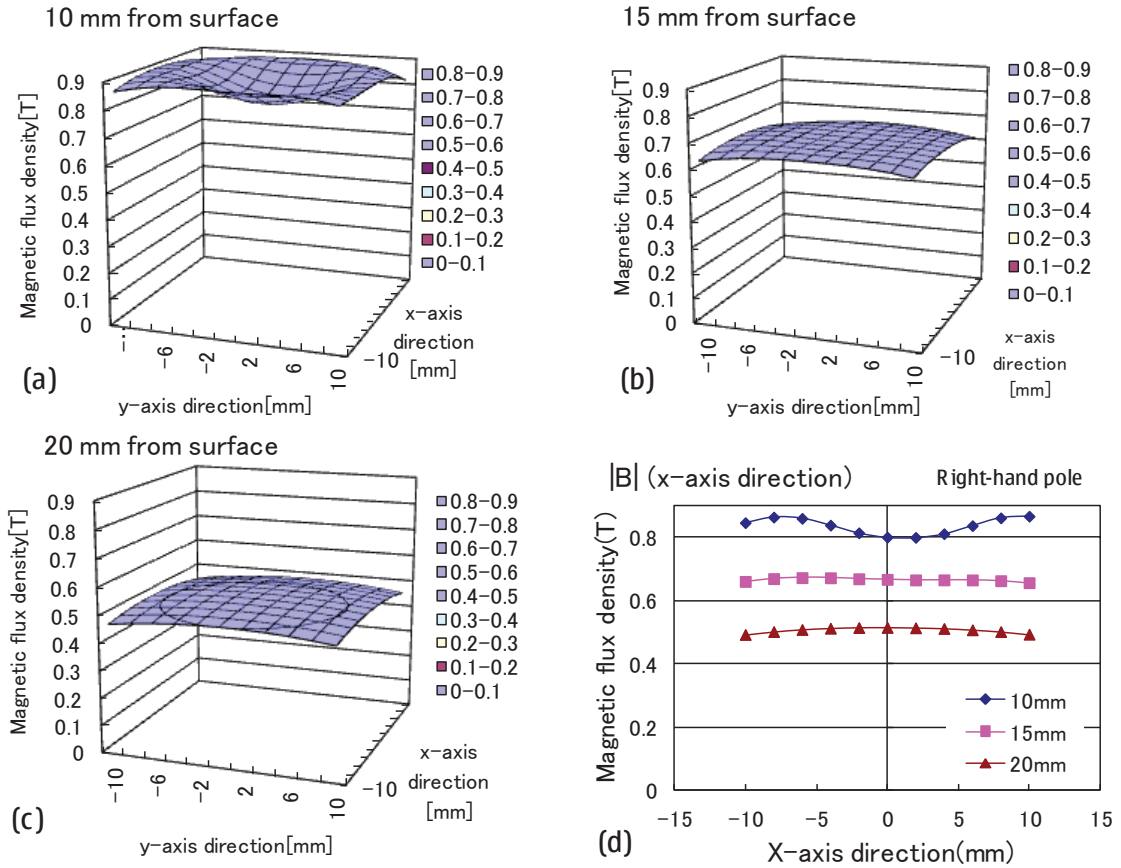 10 mm from surface
Magnetic flux density[T]
0.9
0.8
0.7
0.6
0.5
0.4
0.3
0.2
0.1
0
0.8-0.9
0.7-0.8
0.6-0.7
0.5-0.6
0.4-0.5
0.3-0.4
0.2-0.3
0.1-0.2
0-0.1
-6
-2
2
6
10
-10
x-axis
direction
[mm]
y-axis direction[mm]
(a)
15 mm from surface
Magnetic flux density[T]
0.9
0.8
0.7
0.6
0.5
0.4
0.3
0.2
0.1
0
0.8-0.9
0.7-0.8
0.6-0.7
0.5-0.6
0.4-0.5
0.3-0.4
0.2-0.3
0.1-0.2
0-0.1
-10
-6
-2
2
6
10
-10
x-axis
direction
[mm]
y-axis direction[mm]
(b)
20 mm from surface
Magnetic flux density[T]
0.9
0.8
0.7
0.6
0.5
0.4
0.3
0.2
0.1
0
0.8-0.9
0.7-0.8
0.6-0.7
0.5-0.6
0.4-0.5
0.3-0.4
0.2-0.3
0.1-0.2
0-0.1
-10
-6
-2
2
6
10
-10
x-axis
direction
[mm]
y-axis direction[mm]
(c)
|B| (x-axis direction) Right-hand pole
Magnetic flux density(T)
0.8
0.6
0.4
0.2
0
10mm
15mm
20mm
-15 -10 -5 0 5 10 15
X-axis direction(mm)
(d)